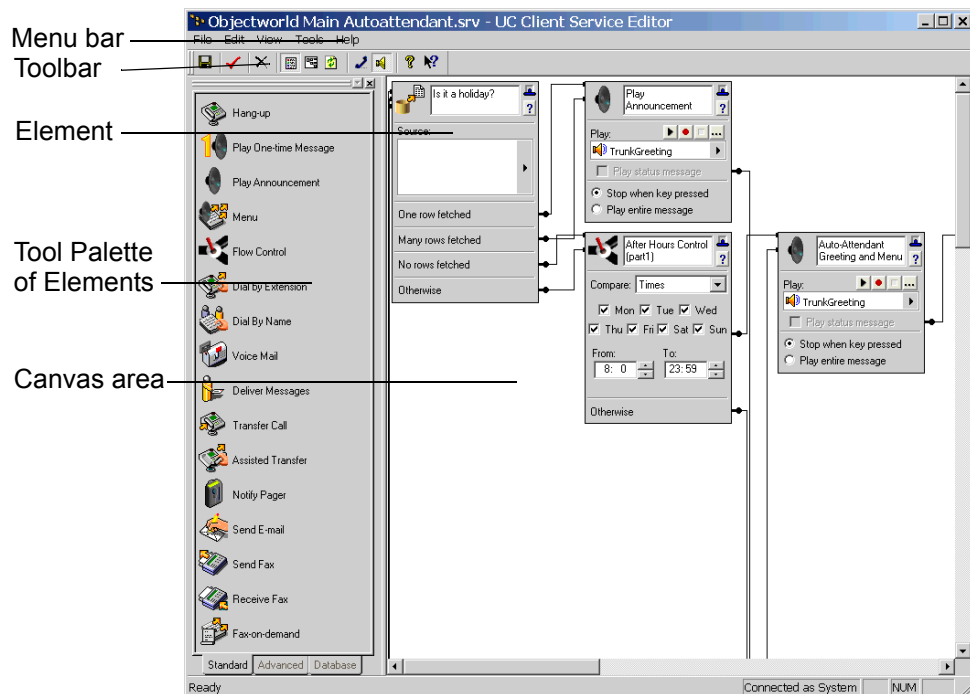 Objectworld Main Autoattendant.srv - UC Client Service Editor
Menu bar
File Edit View Tools Help
Toolbar
Element
Tool Palette
of Elements
Canvas area
Hang-up
Play One-time Message
Play Announcement
Menu
Flow Control
Dial by Extension
Dial By Name
Voice Mail
Deliver Messages
Transfer Call
Assisted Transfer
Notify Pager
Send E-mail
Send Fax
Receive Fax
Fax-on-demand
Standard Advanced Database
Is it a holiday?
Source:
One row fetched
Many rows fetched
No rows fetched
Otherwise
Play
Announcement
Play:
TrunkGreeting
Play status message
Stop when key pressed
Play entire message
After Hours Control
(part1)
Compare: Times
Mon Tue Wed
Thu Fri Sat Sun
From: To:
8: 0 23:59
Otherwise
Auto-Attendant
Greeting and Menu
Play:
TrunkGreeting
Play status message
Stop when key pressed
Play entire message
Ready
Connected as System
NUM